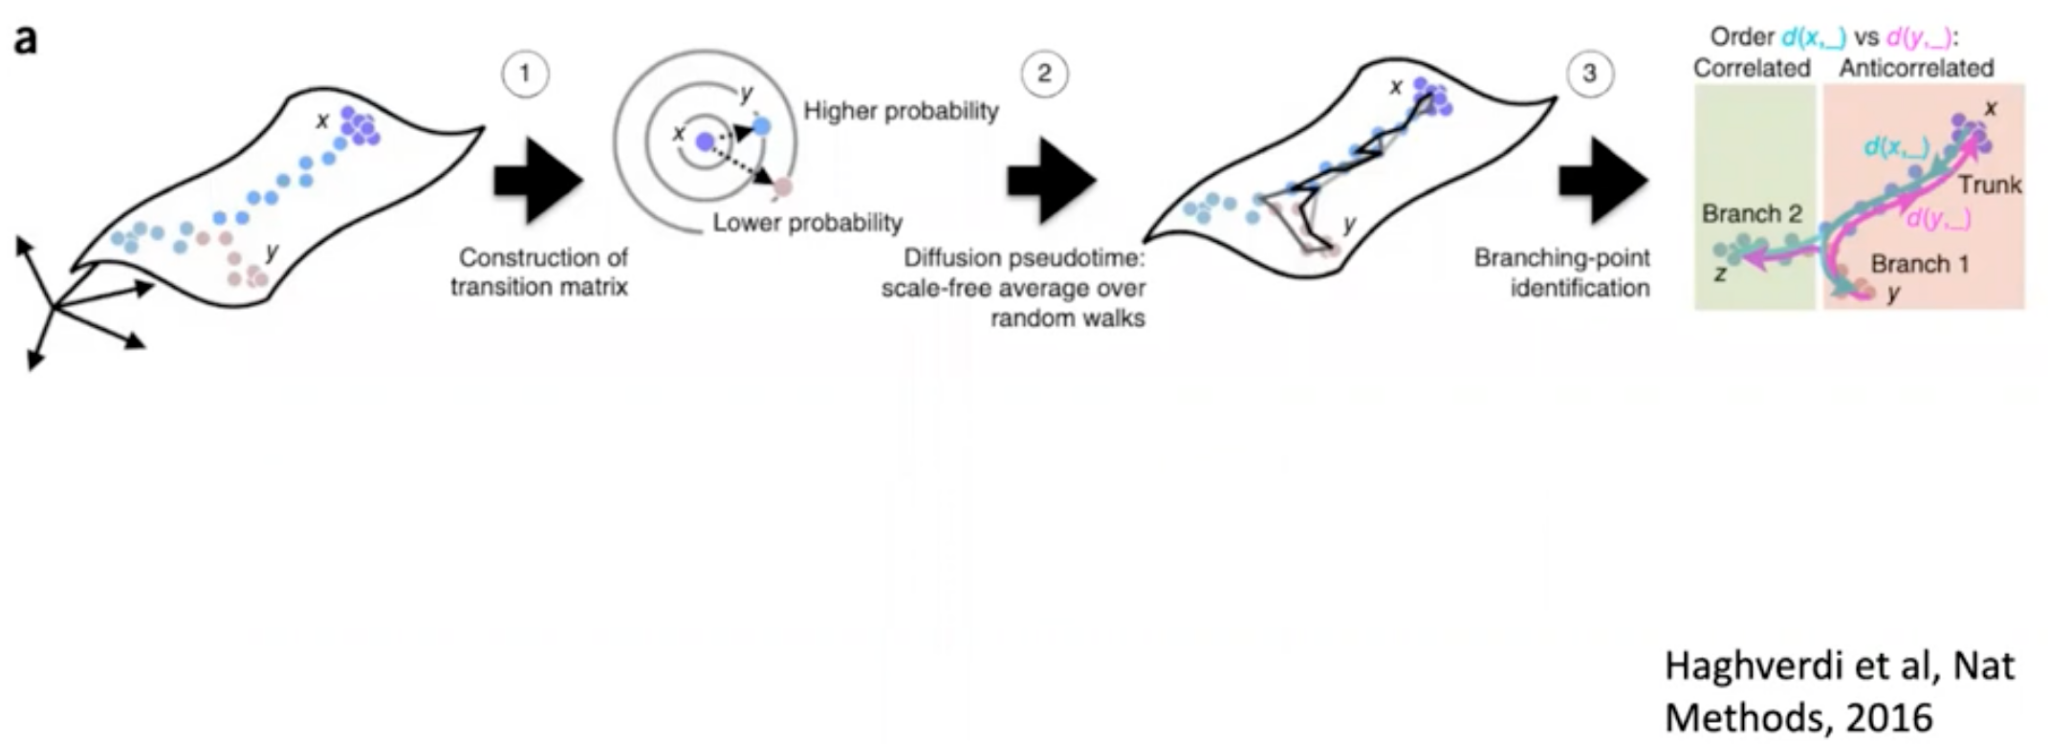 a
x
y
1
Construction of
transition matrix
x
y
Higher probability
Lower probability
2
Diffusion pseudotime:
scale-free average over
random walks
x
y
3
Branching-point
identification
Order d(x,_) vs d(y,_):
Correlated Anticorrelated
x
d(x,_)
Trunk
Branch 2
d(y,_)
z
Branch 1
y
Haghverdi et al, Nat
Methods, 2016